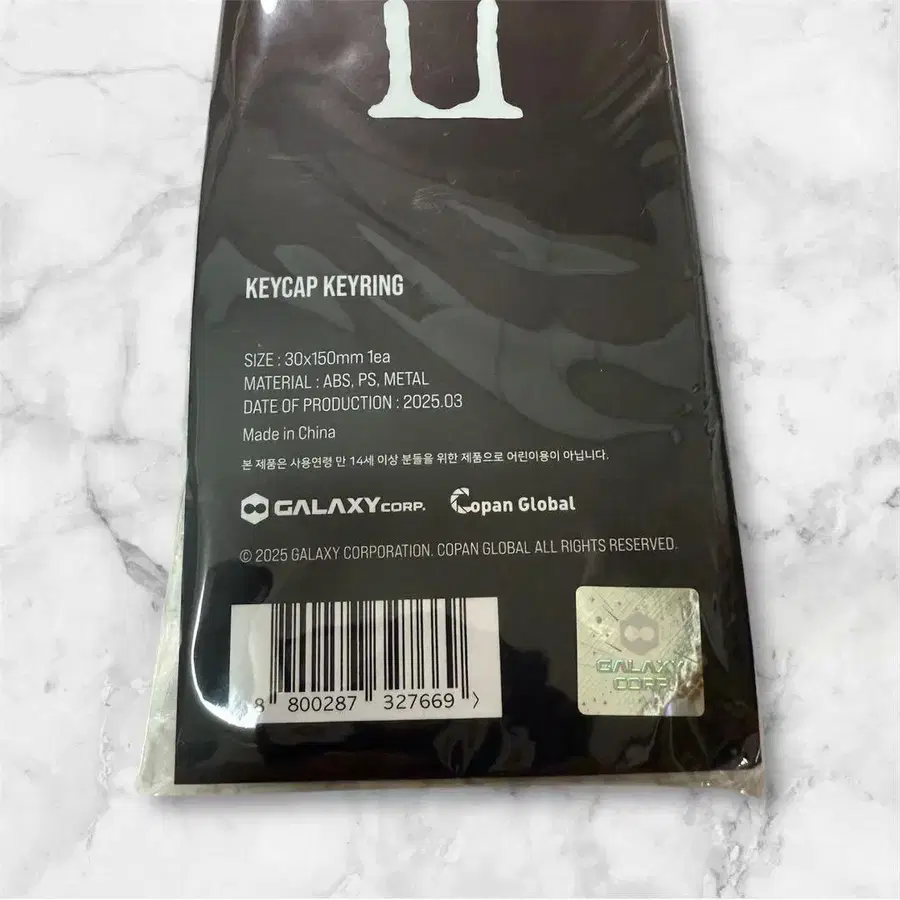 KEYCAP KEYRING
SIZE : 30x150mm 1ea
MATERIAL : ABS, PS, METAL
DATE OF PRODUCTION : 2025.03
Made in China
본 제품은 사용연령 만 14세 이상 분들을 위한 제품으로 어린이용이 아닙니다.
GALAXY CORP. Copan Global
© 2025 GALAXY CORPORATION. COPAN GLOBAL ALL RIGHTS RESERVED.
8 800287 327669 >
GALAXY
CORP.